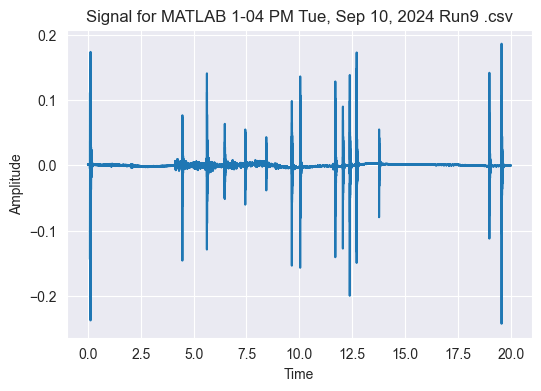 Signal for MATLAB 1-04 PM Tue, Sep 10, 2024 Run9 .csv
0.2
0.1
0.0
−0.1
−0.2
Amplitude
0.0 2.5 5.0 7.5 10.0 12.5 15.0 17.5 20.0
Time